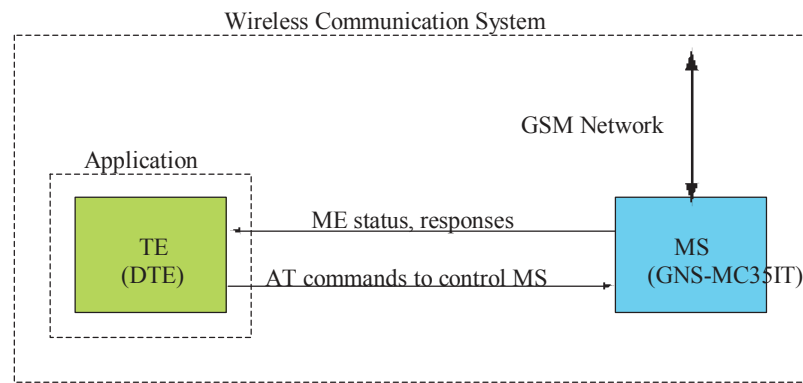 Wireless Communication System
GSM Network
Application
ME status, responses
TE
(DTE)
MS
(GNS-MC35IT)
AT commands to control MS